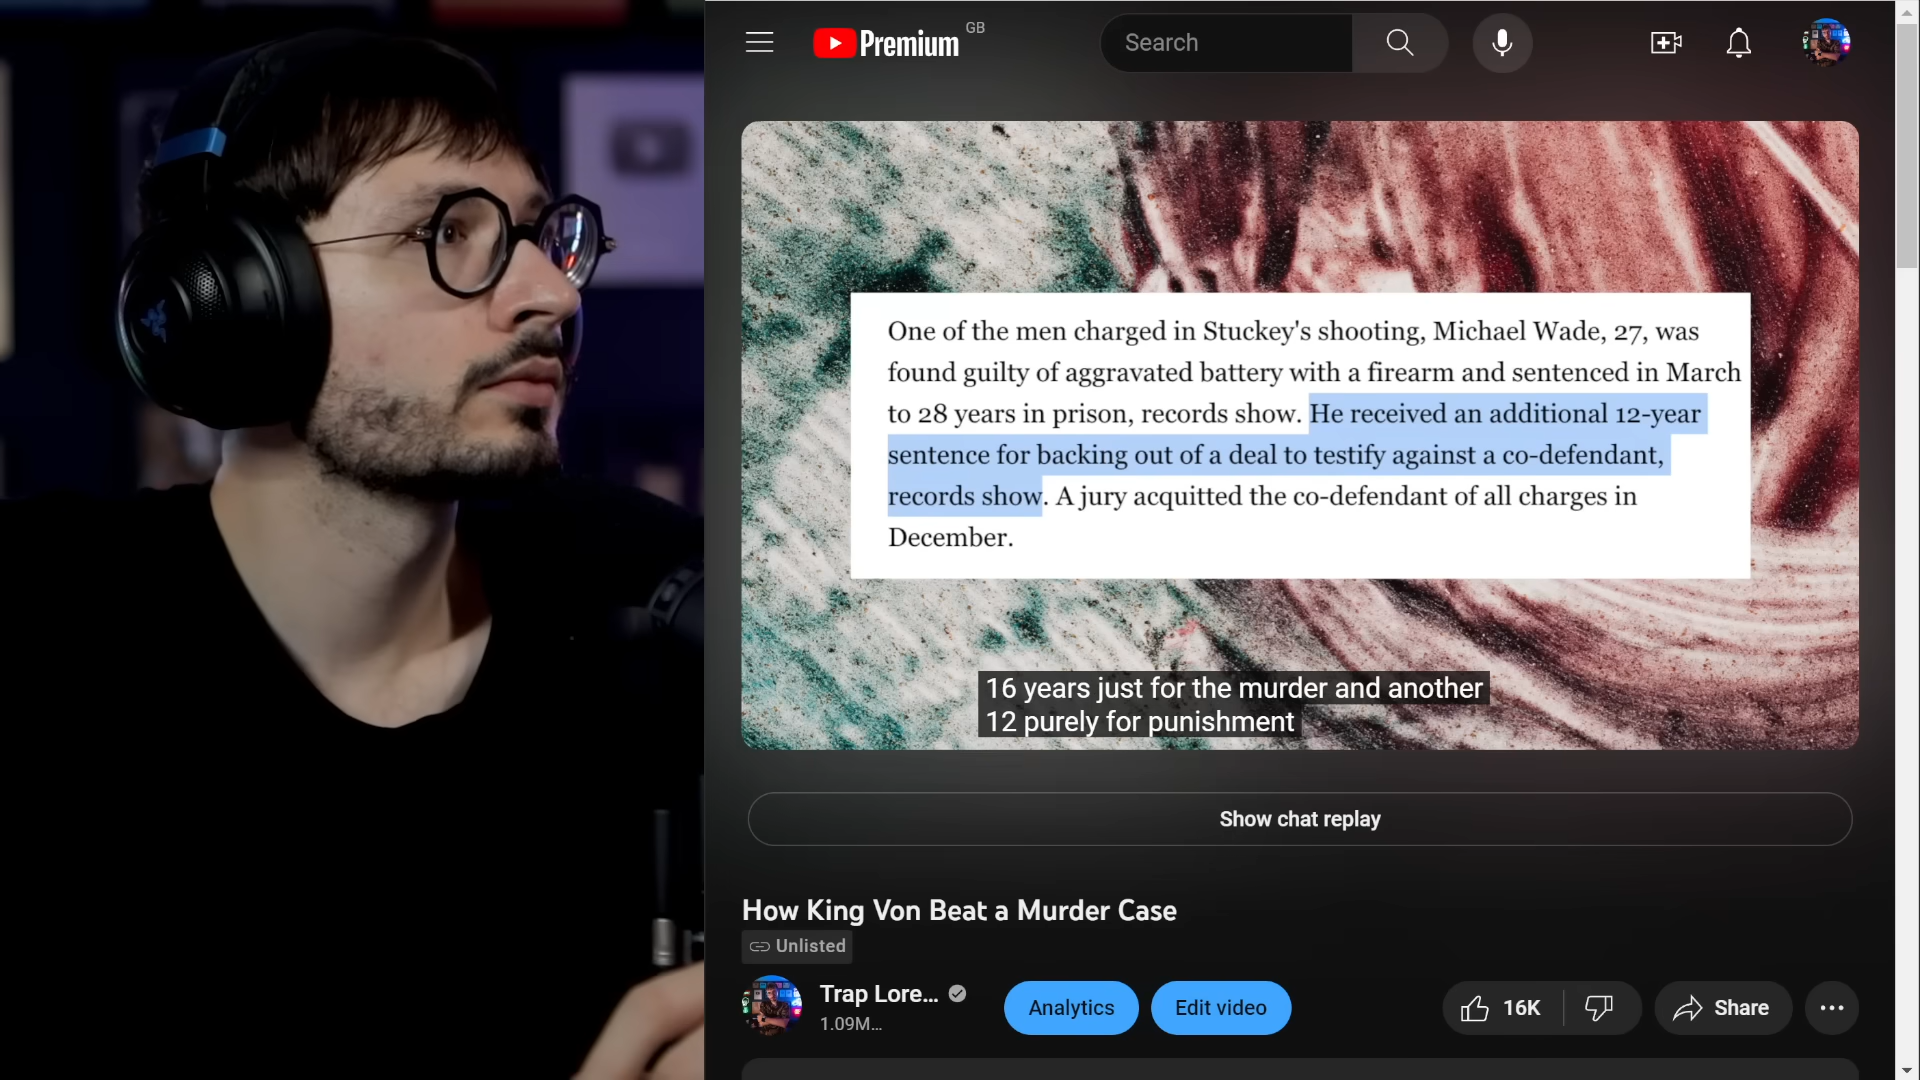 Premium GB
Search
One of the men charged in Stuckey's shooting, Michael Wade, 27, was
found guilty of aggravated battery with a firearm and sentenced in March
to 28 years in prison, records show. He received an additional 12-year
sentence for backing out of a deal to testify against a co-defendant,
records show. A jury acquitted the co-defendant of all charges in
December.
16 years just for the murder and another
12 purely for punishment
Show chat replay
How King Von Beat a Murder Case
Unlisted
Trap Lore...
1.09M...
Analytics
Edit video
16K
Share